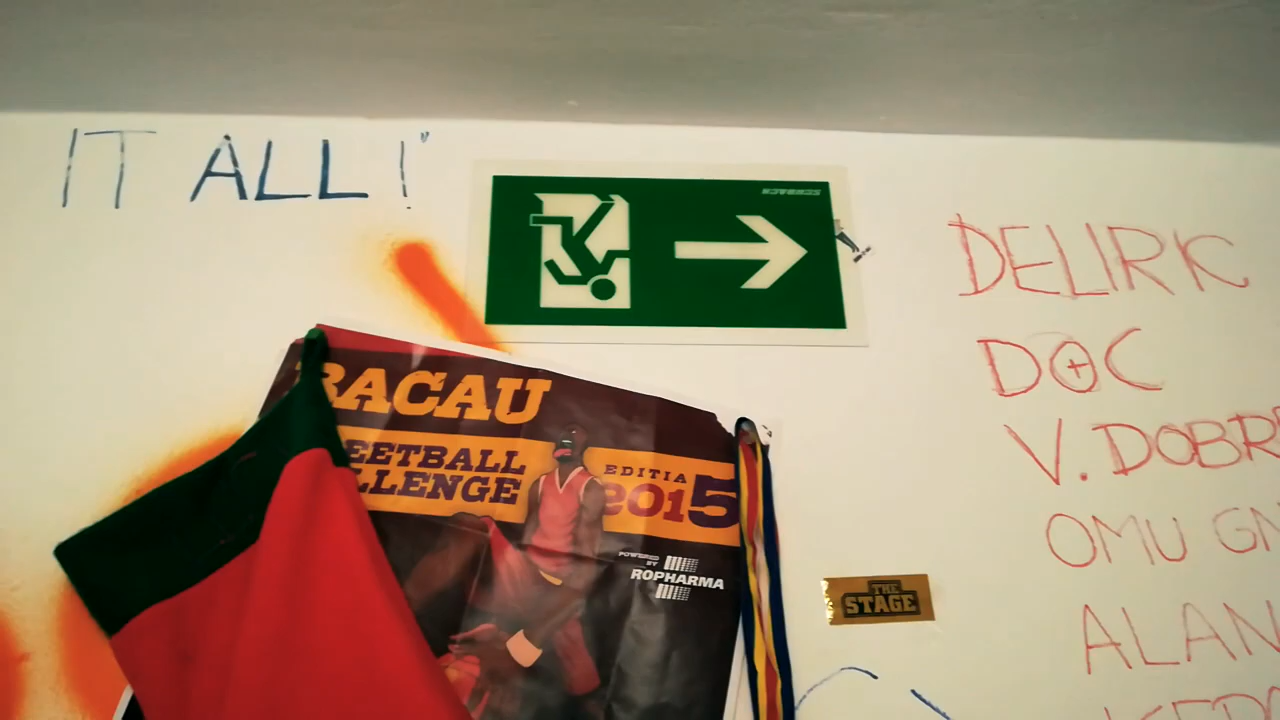 IT ALL!"
DELIRIC
DOC
V. DOBR
OMU GN
ALAN
BACAU
EETBALL
LLENGE
EDITIA
2015
POWERED
BY
ROPHARMA
THE
STAGE